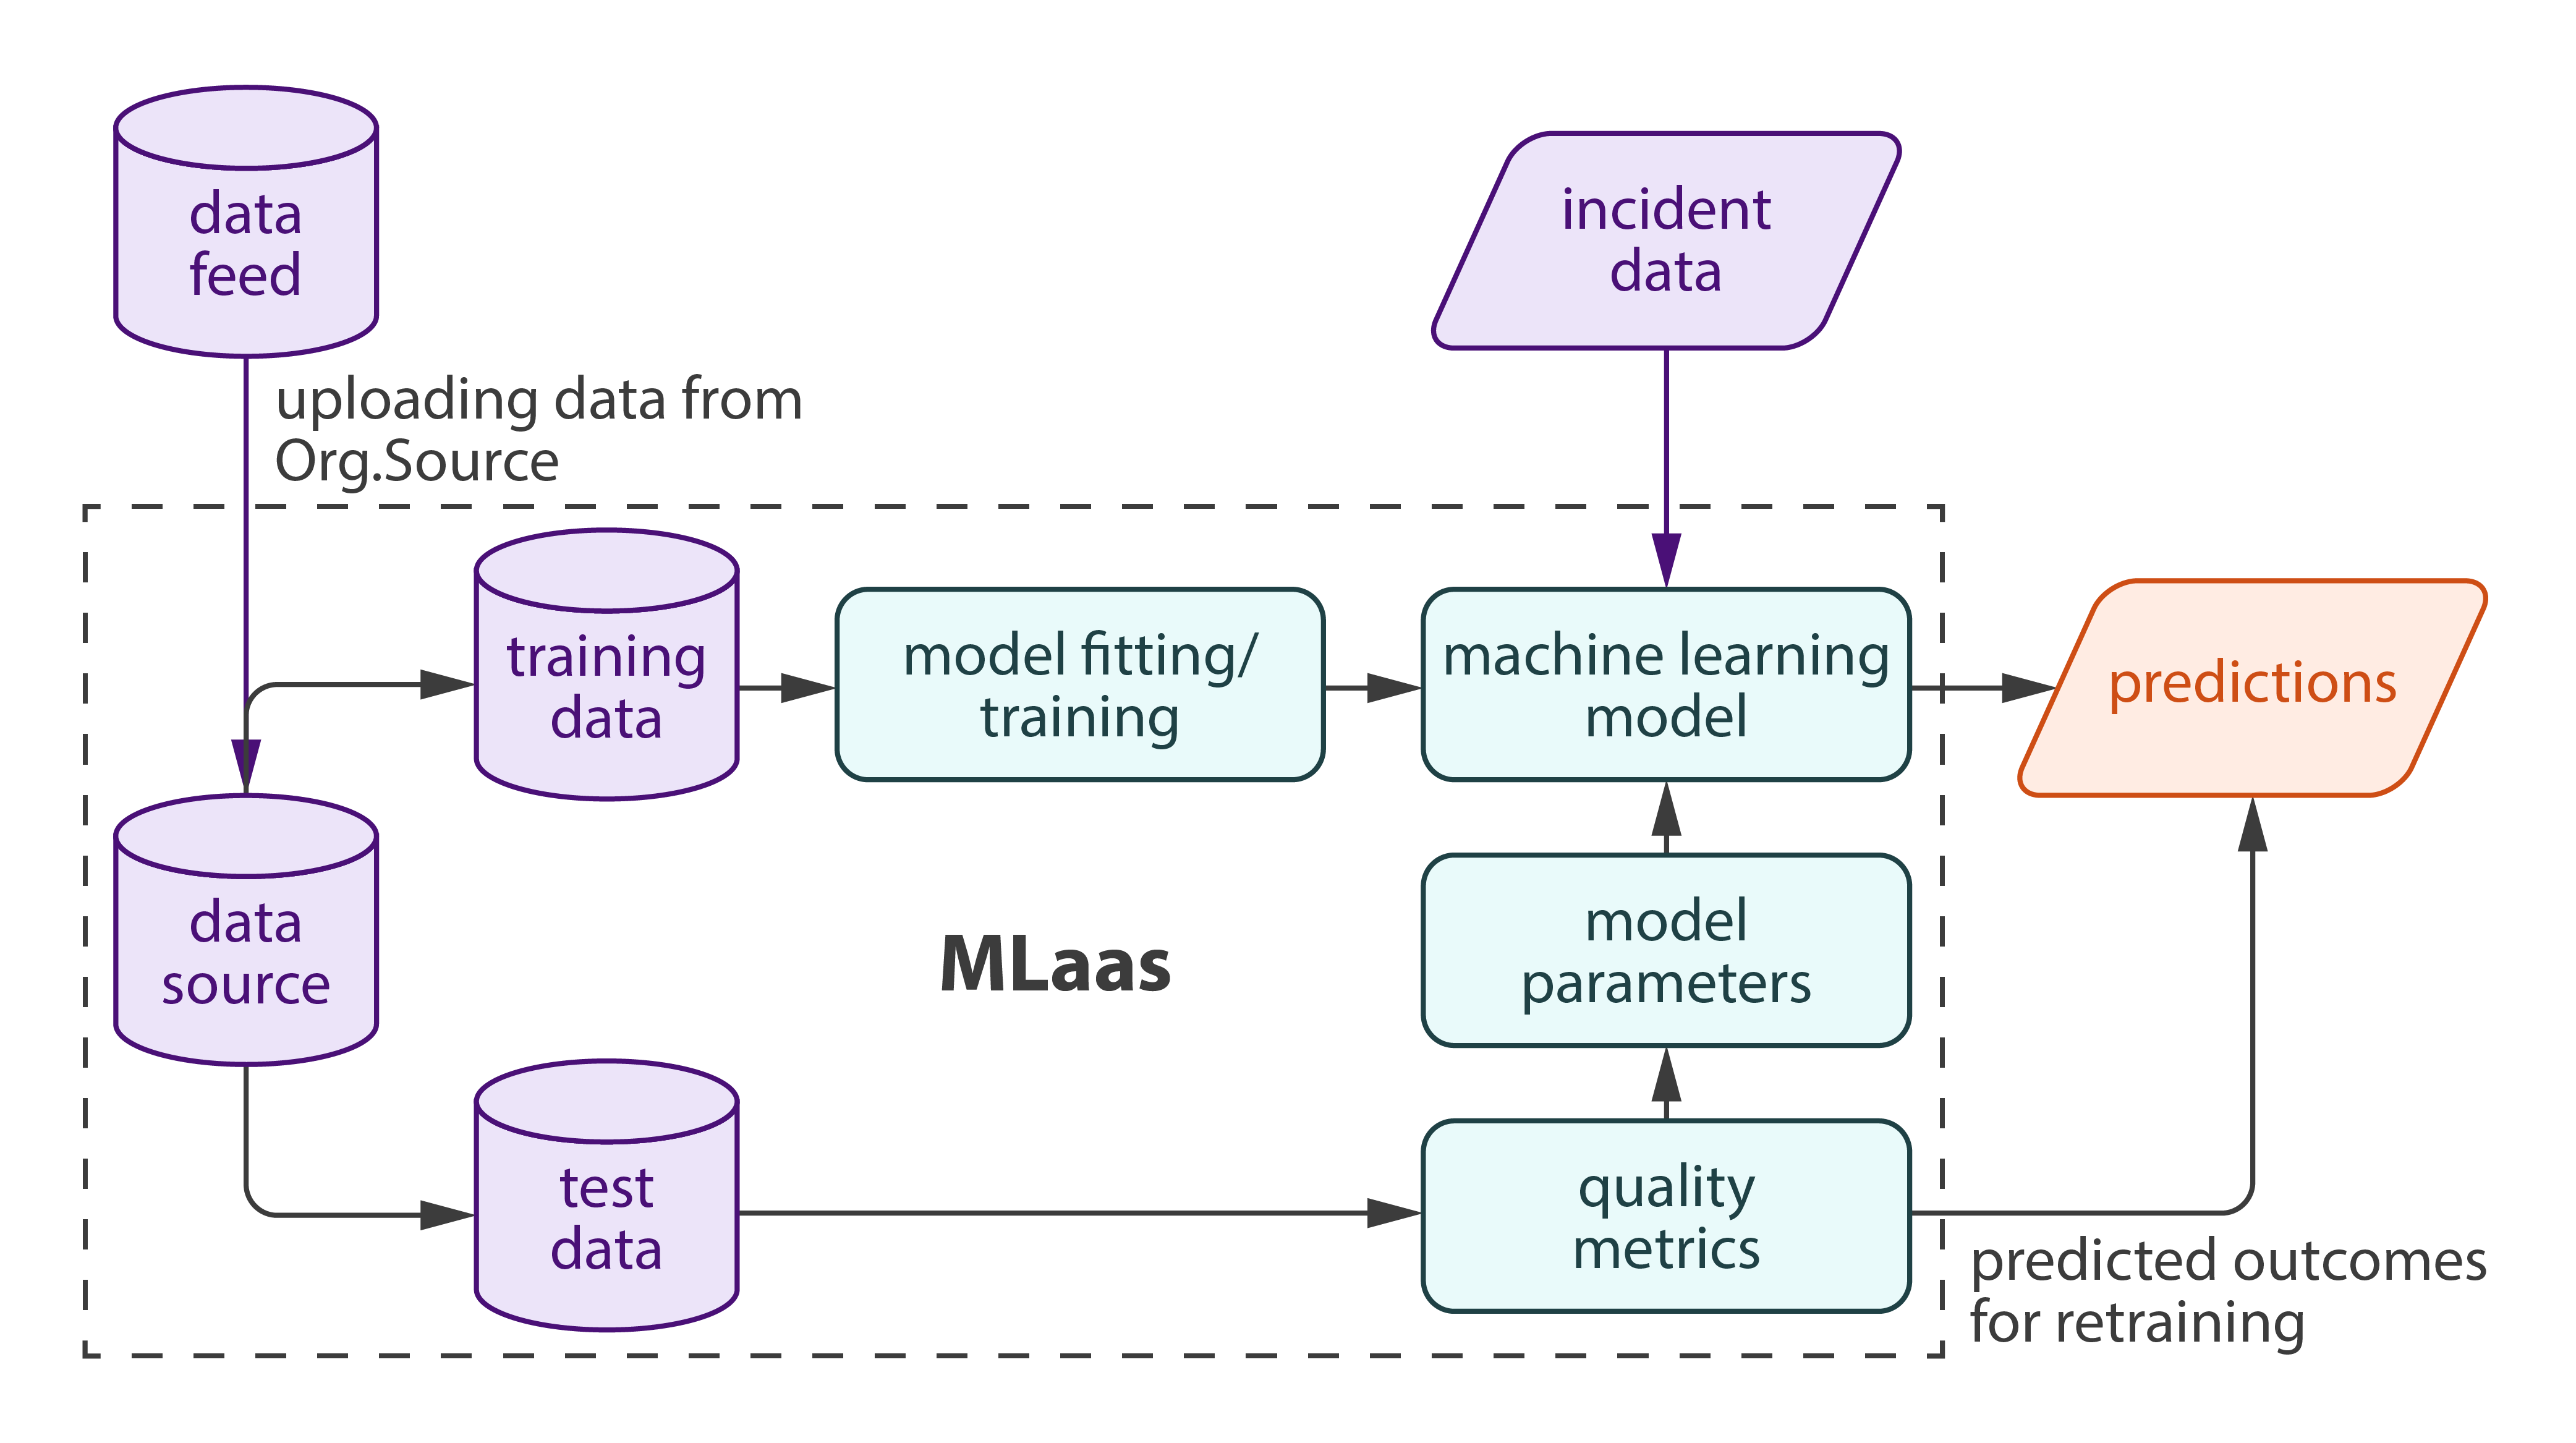 data
feed
incident
data
uploading data from
Org.Source
training
data
model fitting/
training
machine learning
model
predictions
data
source
MLaas
model
parameters
test
data
quality
metrics
predicted outcomes
for retraining